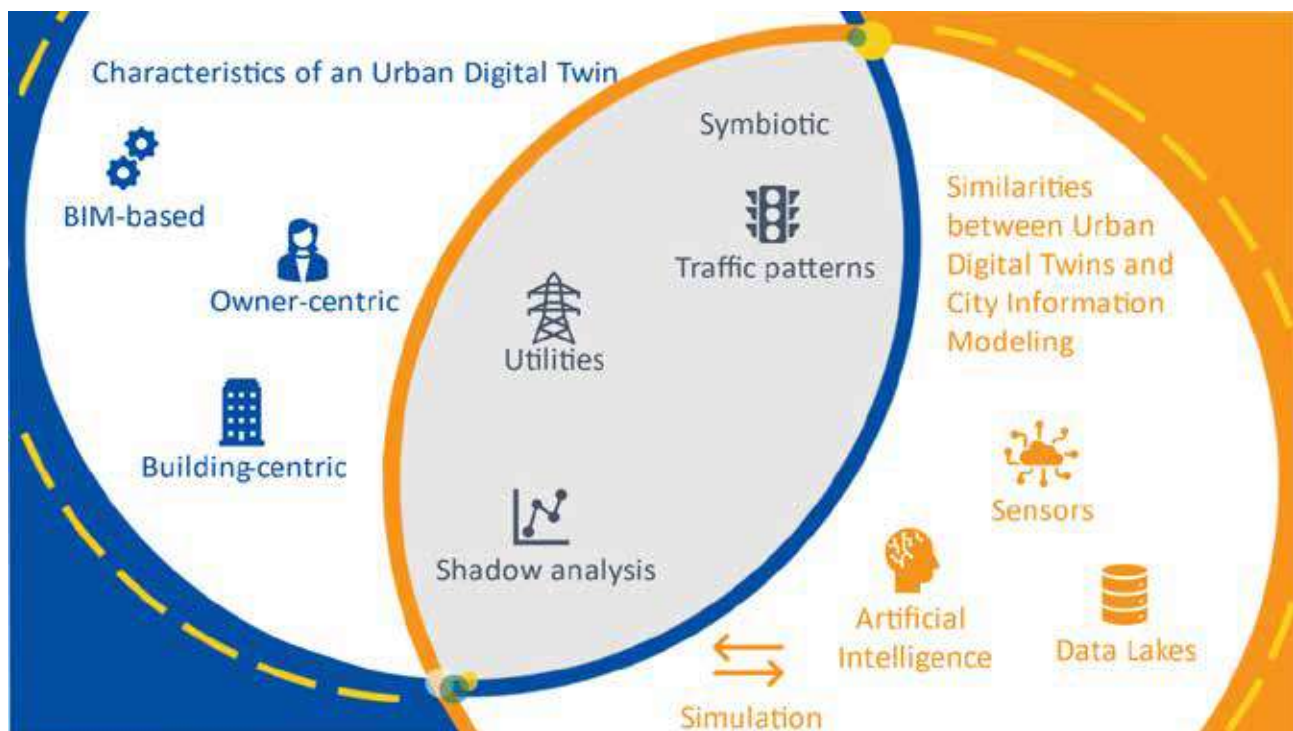 Characteristics of an Urban Digital Twin
BIM-based
Owner-centric
Building-centric
Symbiotic
Traffic patterns
Utilities
Shadow analysis
Similarities
between Urban
Digital Twins and
City Information
Modeling
Sensors
Artificial
Intelligence
Data Lakes
Simulation